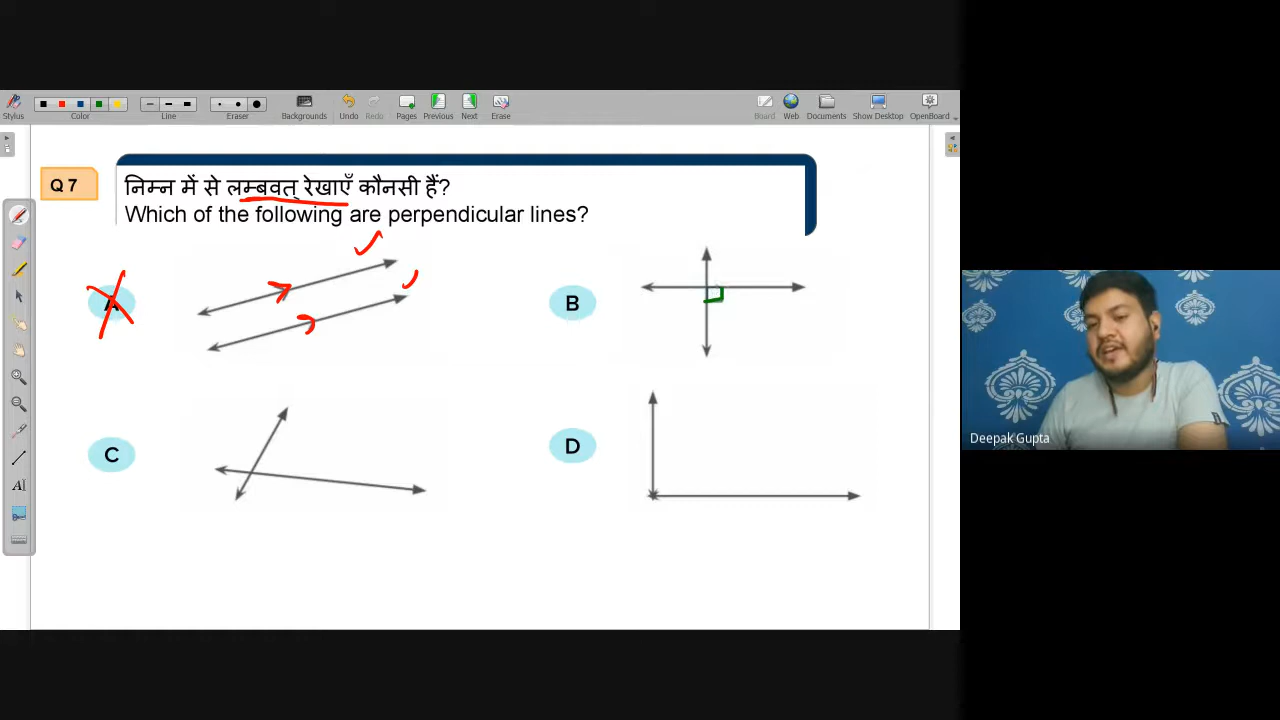 Stylus
Color
Line
Eraser
Backgrounds
Undo
Redo
Pages
Previous
Next
Erase
Board
Web
Documents
Show Desktop
OpenBoard
Q 7
निम्न में से लम्बवत् रेखाएँ कौनसी हैं?
Which of the following are perpendicular lines?
A
B
C
D
Deepak Gupta